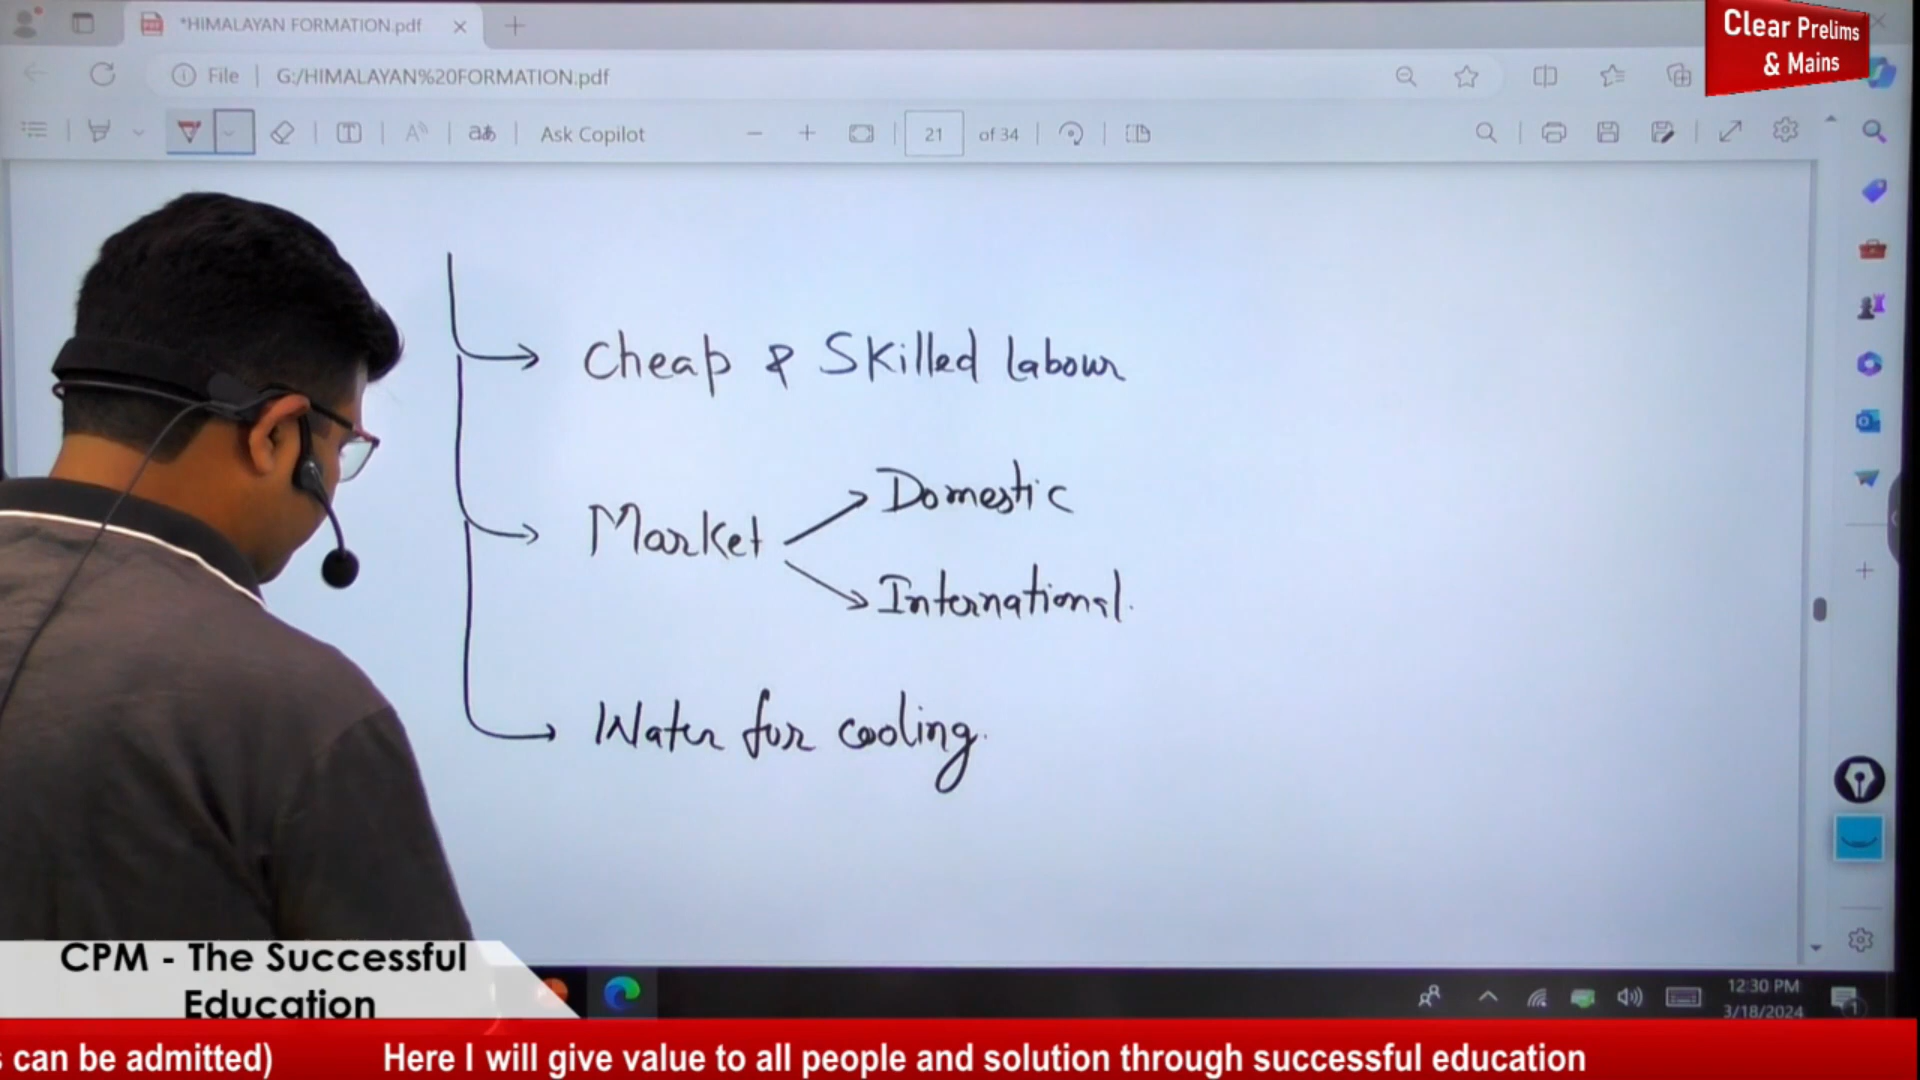 *HIMALAYAN FORMATION.pdf
Clear Prelims
& Mains
File
G:/HIMALAYAN%20FORMATION.pdf
Ask Copilot
21
of 34
Cheap & Skilled labour
Domestic
Market
International.
Water for cooling.
CPM - The Successful
Education
12:30 PM
3/18/2024
s can be admitted) Here I will give value to all people and solution through successful education